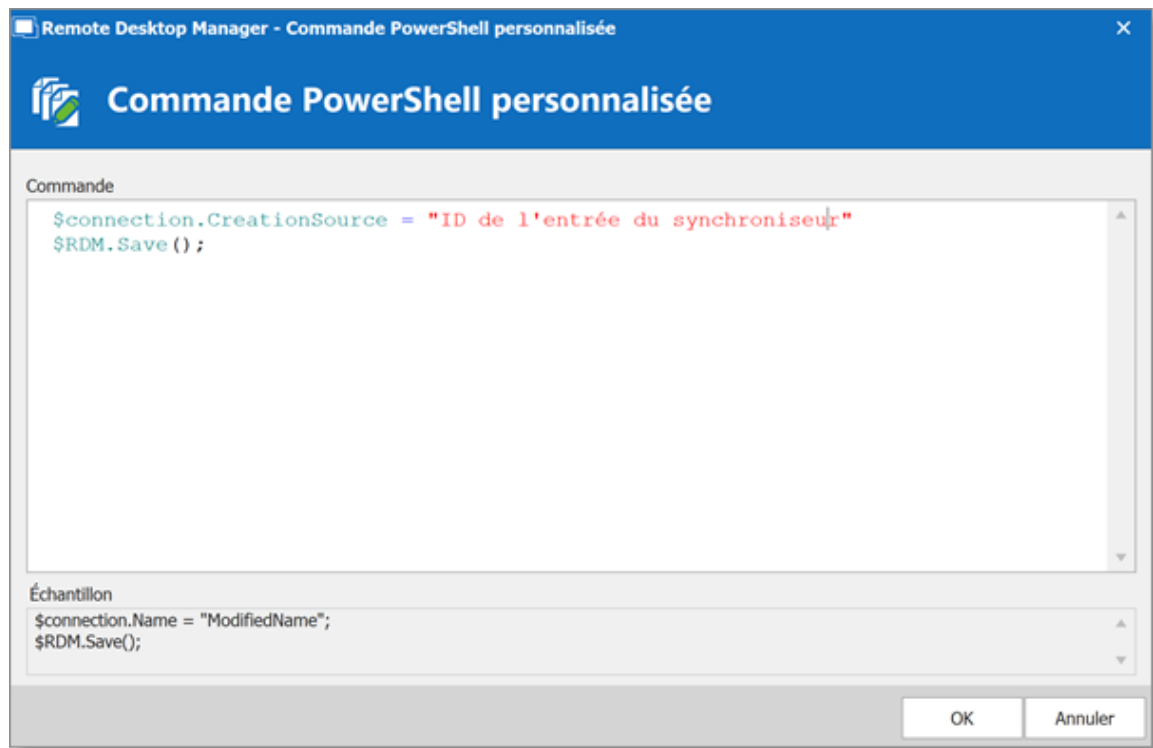 Remote Desktop Manager - Commande PowerShell personnalisée
Commande PowerShell personnalisée
Commande
$connection.CreationSource = "ID de l'entrée du synchroniseur"
$RDM.Save();
Échantillon
$connection.Name = "ModifiedName";
$RDM.Save();
OK
Annuler